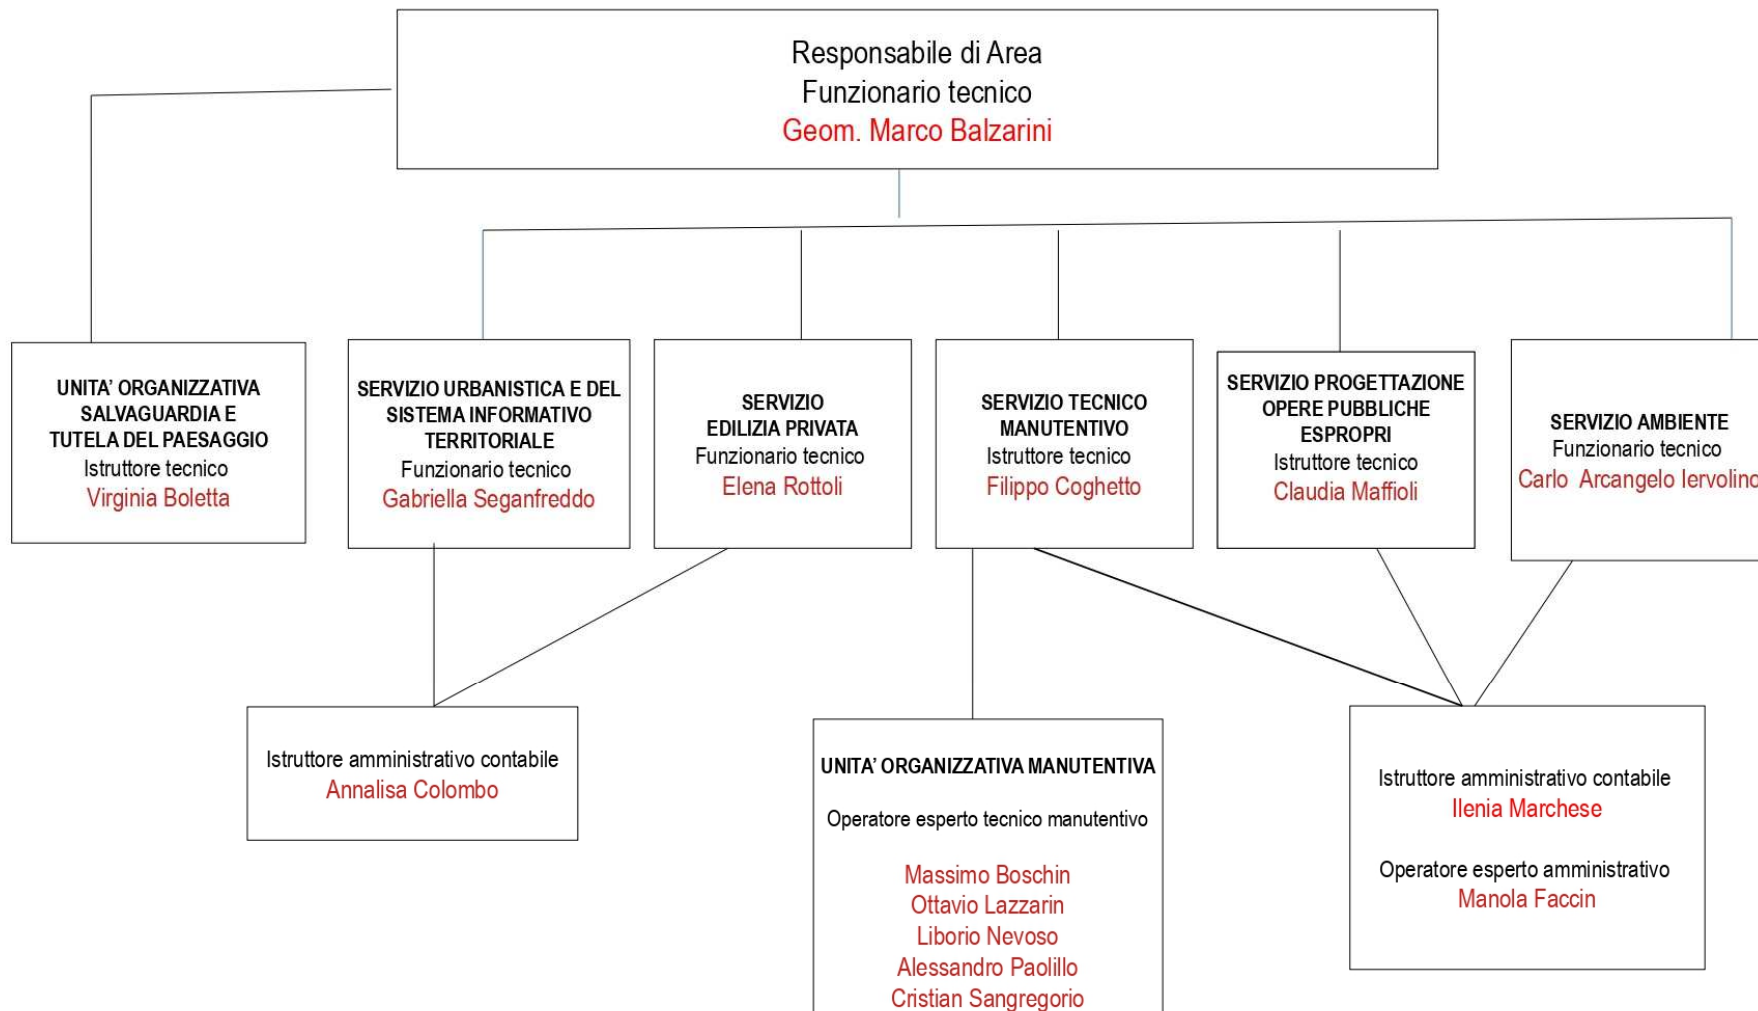 Responsabile di Area
Funzionario tecnico
Geom. Marco Balzarini
UNITA’ ORGANIZZATIVA
SALVAGUARDIA E
TUTELA DEL PAESAGGIO
Istruttore tecnico
Virginia Boletta
SERVIZIO URBANISTICA E DEL
SISTEMA INFORMATIVO
TERRITORIALE
Funzionario tecnico
Gabriella Seganfreddo
SERVIZIO
EDILIZIA PRIVATA
Funzionario tecnico
Elena Rottoli
SERVIZIO TECNICO
MANUTENTIVO
Istruttore tecnico
Filippo Coghetto
SERVIZIO PROGETTAZIONE
OPERE PUBBLICHE
ESPROPRI
Istruttore tecnico
Claudia Maffioli
SERVIZIO AMBIENTE
Funzionario tecnico
Carlo Arcangelo Iervolino
Istruttore amministrativo contabile
Annalisa Colombo
UNITA’ ORGANIZZATIVA MANUTENTIVA
Operatore esperto tecnico manutentivo
Massimo Boschin
Ottavio Lazzarin
Liborio Nevoso
Alessandro Paolillo
Cristian Sangregorio
Istruttore amministrativo contabile
Ilenia Marchese
Operatore esperto amministrativo
Manola Faccin